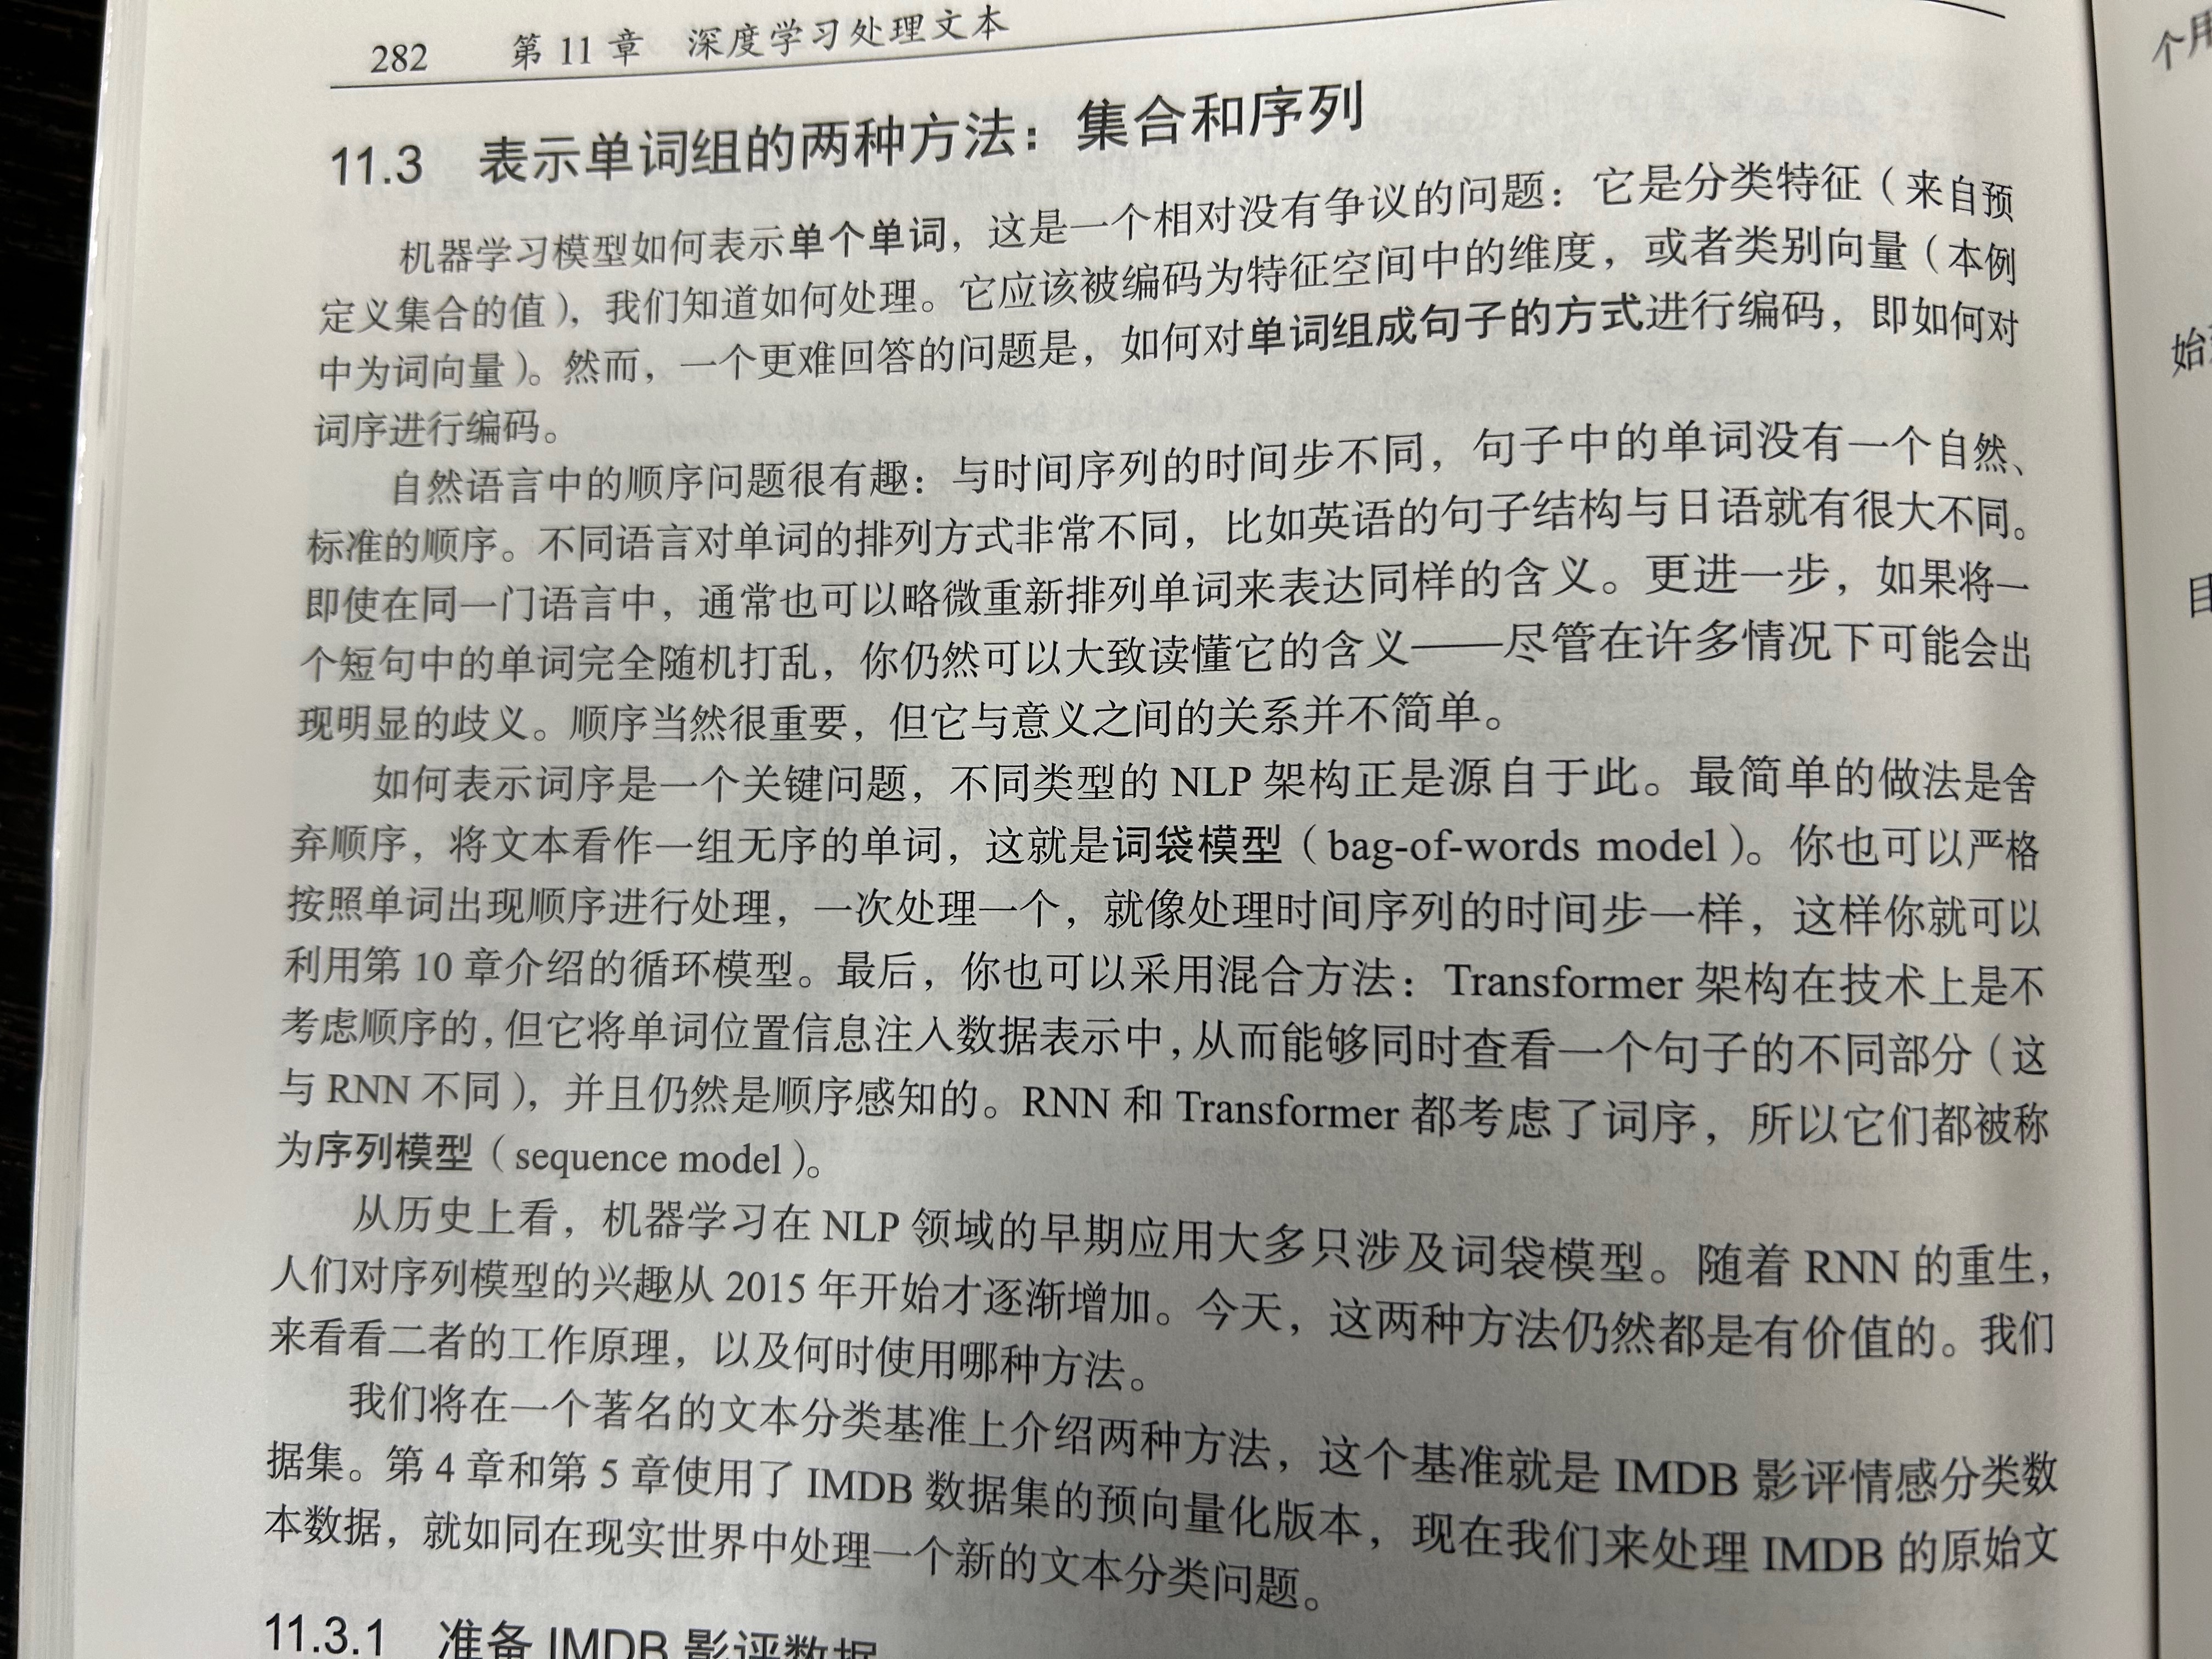 282 第 11 章 深度学习处理文本
11.3 表示单词组的两种方法：集合和序列
机器学习模型如何表示单个单词，这是一个相对没有争议的问题：它是分类特征（来自预
定义集合的值），我们知道如何处理。它应该被编码为特征空间中的维度，或者类别向量（本例
中为词向量）。然而，一个更难回答的问题是，如何对单词组成句子的方式进行编码，即如何对
词序进行编码。
自然语言中的顺序问题很有趣：与时间序列的时间步不同，句子中的单词没有一个自然、
标准的顺序。不同语言对单词的排列方式非常不同，比如英语的句子结构与日语就有很大不同。
即使在同一门语言中，通常也可以略微重新排列单词来表达同样的含义。更进一步，如果将一
个短句中的单词完全随机打乱，你仍然可以大致读懂它的含义——尽管在许多情况下可能会出
现明显的歧义。顺序当然很重要，但它与意义之间的关系并不简单。
如何表示词序是一个关键问题，不同类型的 NLP 架构正是源自于此。最简单的做法是舍
弃顺序，将文本看作一组无序的单词，这就是词袋模型（bag-of-words model）。你也可以严格
按照单词出现顺序进行处理，一次处理一个，就像处理时间序列的时间步一样，这样你就可以
利用第 10 章介绍的循环模型。最后，你也可以采用混合方法：Transformer 架构在技术上是不
考虑顺序的，但它将单词位置信息注入数据表示中，从而能够同时查看一个句子的不同部分（这
与 RNN 不同），并且仍然是顺序感知的。RNN 和 Transformer 都考虑了词序，所以它们都被称
为序列模型（sequence model）。
从历史上看，机器学习在 NLP 领域的早期应用大多只涉及词袋模型。随着 RNN 的重生，
人们对序列模型的兴趣从 2015 年开始才逐渐增加。今天，这两种方法仍然都是有价值的。我们
来看看二者的工作原理，以及何时使用哪种方法。
我们将在一个著名的文本分类基准上介绍两种方法，这个基准就是 IMDB 影评情感分类数
据集。第 4 章和第 5 章使用了 IMDB 数据集的预向量化版本，现在我们来处理 IMDB 的原始文
本数据，就如同在现实世界中处理一个新的文本分类问题。
11.3.1 准备 IMDB 影评数据
个用
始
目